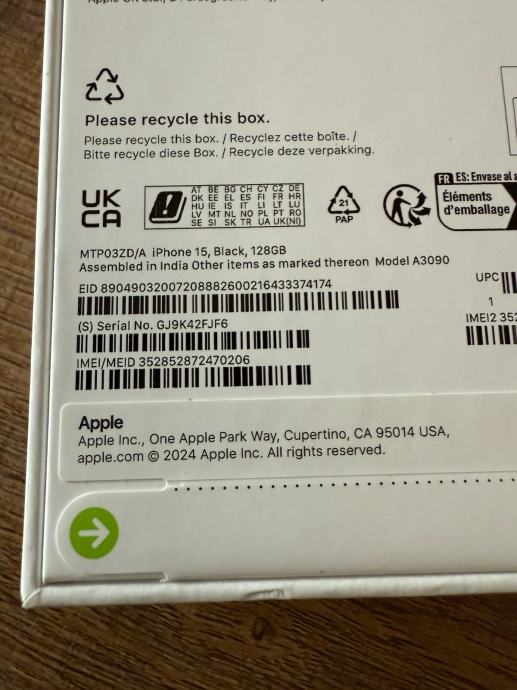 Please recycle this box.
Please recycle this box. / Recyclez cette boîte. /
Bitte recycle diese Box. / Recycle deze verpakking.
UK
CA
AT BE BG CH CY CZ DE
DK EE EL ES FI FR HR
HU IE IS IT LI LT LU
LV MT NL NO PL PT RO
SE SI SK TR UA UK(NI)
21
PAP
FR ES: Envase al a
Éléments
d'emballage
MTP03ZD/A iPhone 15, Black, 128GB
Assembled in India Other items as marked thereon Model A3090
EID 89049032007208882600216433374174
(S) Serial No. GJ9K42FJF6
IMEI/MEID 352852872470206
UPC
1
IMEI2 352
Apple
Apple Inc., One Apple Park Way, Cupertino, CA 95014 USA,
apple.com © 2024 Apple Inc. All rights reserved.